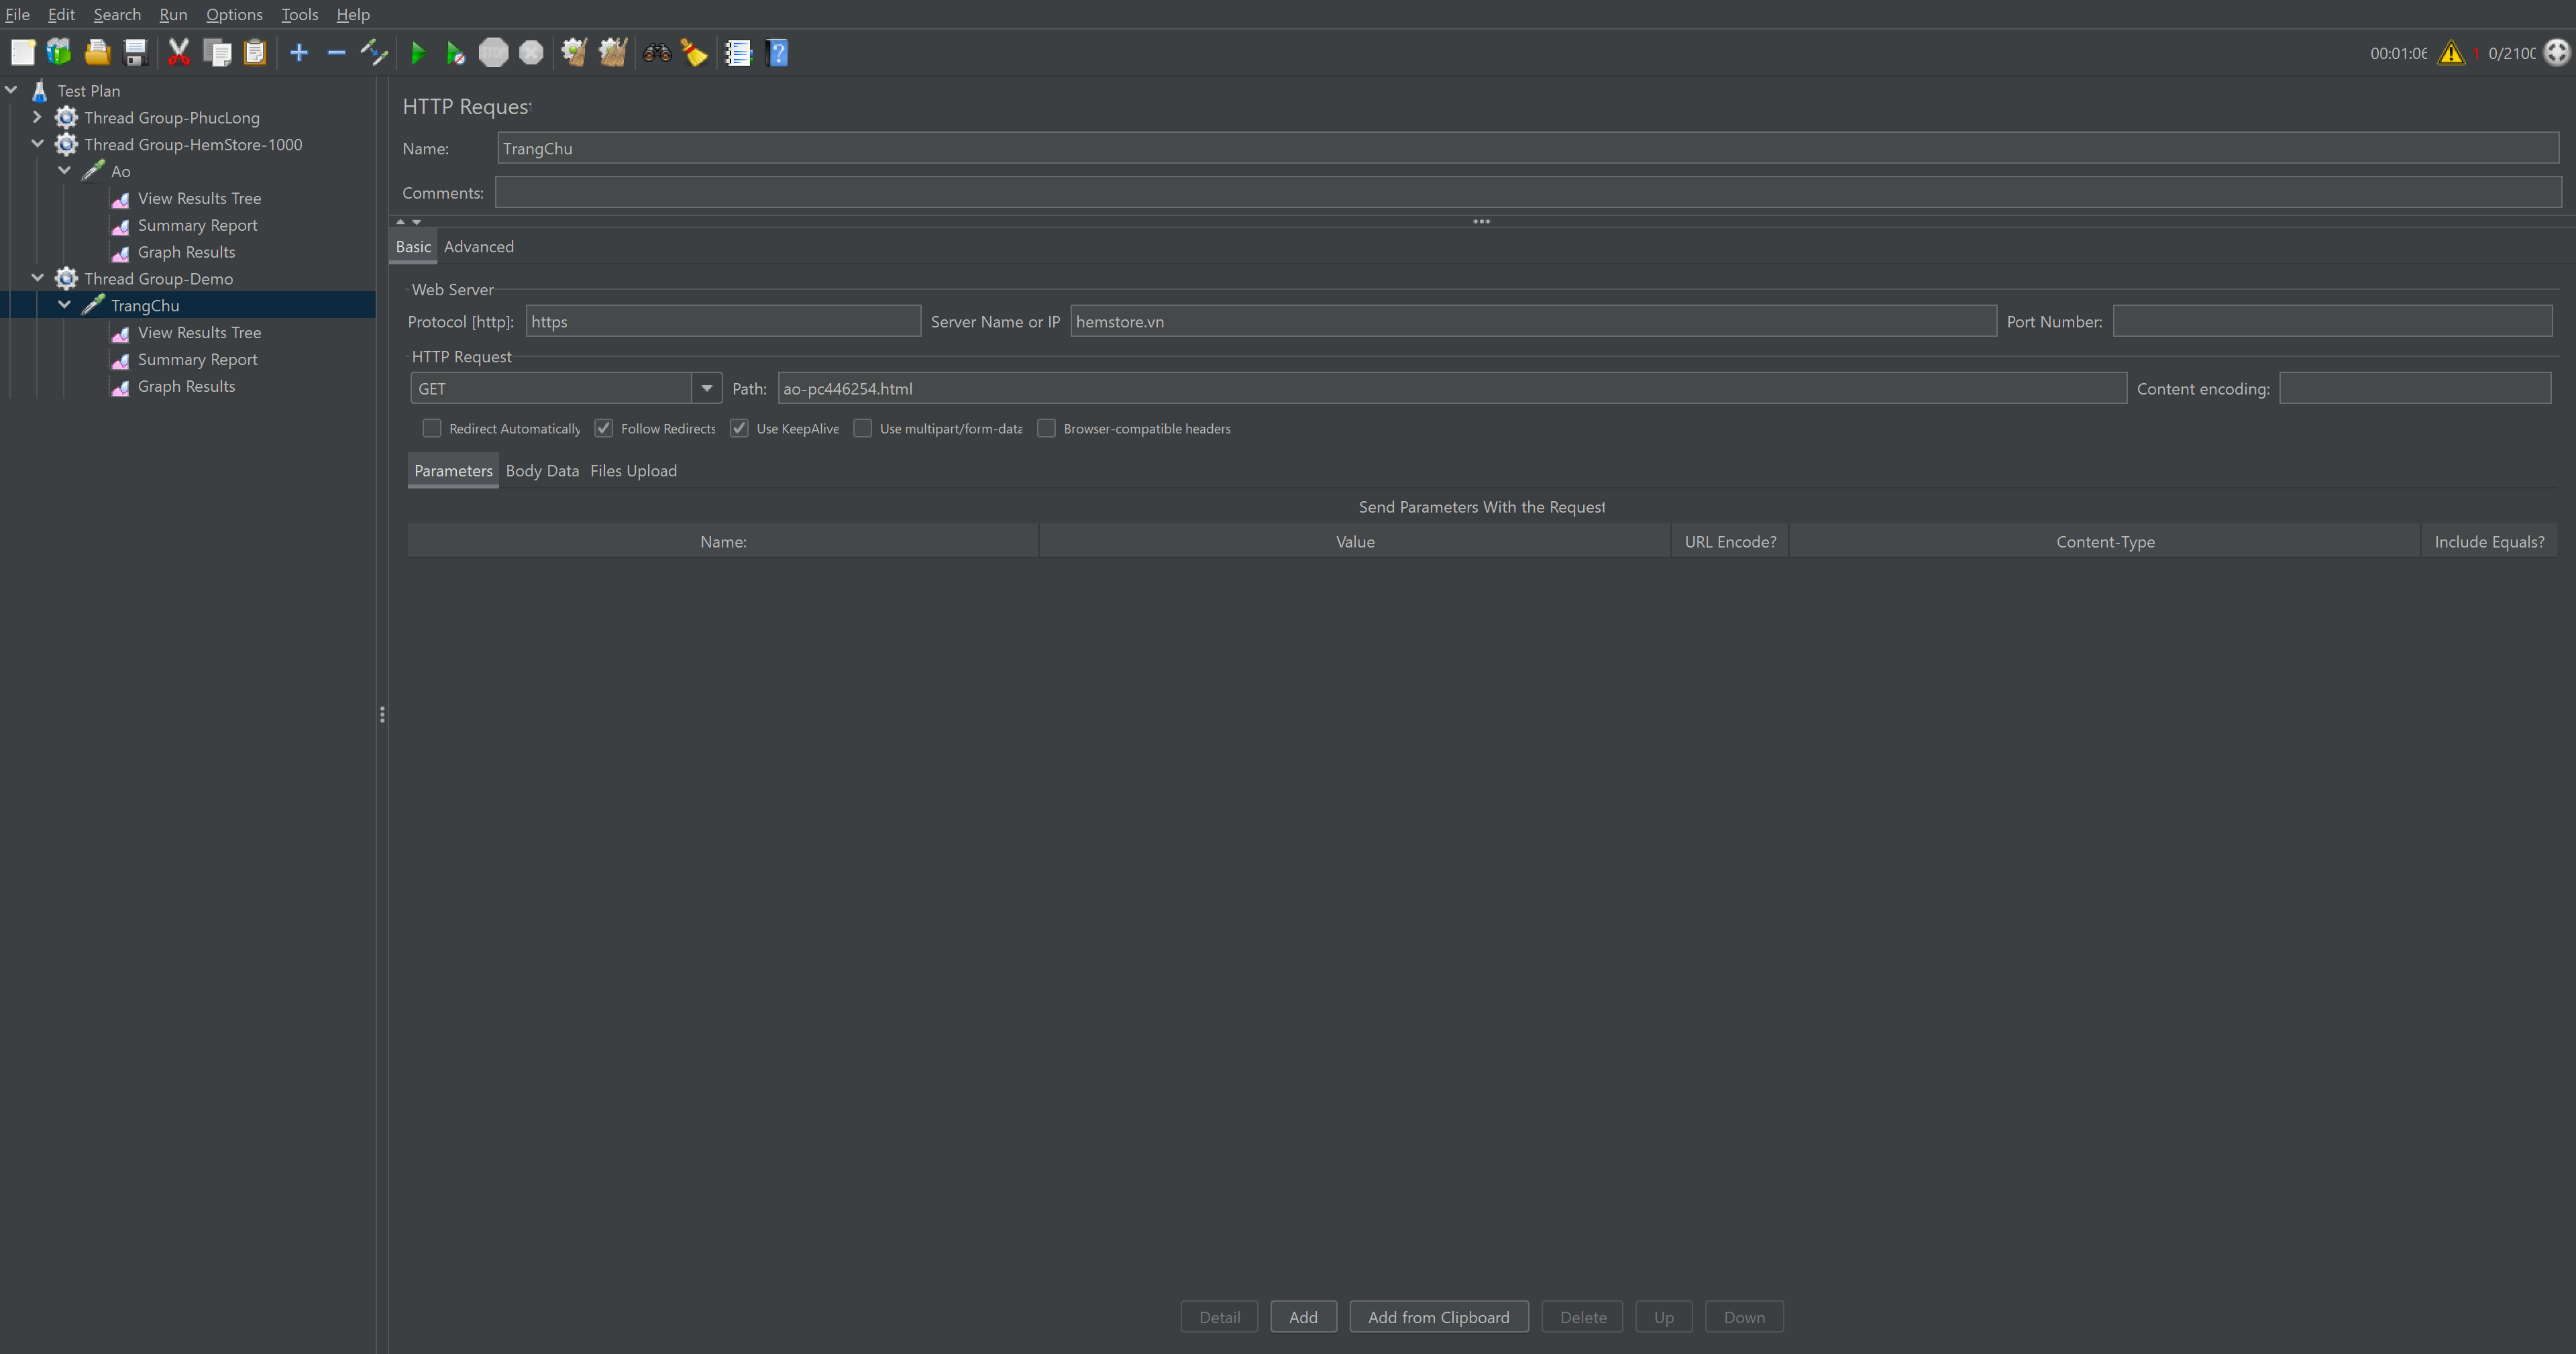 File Edit Search Run Options Tools Help
00:01:06 1 0/2100
Test Plan
Thread Group-PhucLong
Thread Group-HemStore-1000
Ao
View Results Tree
Summary Report
Graph Results
Thread Group-Demo
TrangChu
View Results Tree
Summary Report
Graph Results
HTTP Request
Name: TrangChu
Comments:
Basic Advanced
Web Server
Protocol [http]: https Server Name or IP hemstore.vn Port Number:
HTTP Request
GET Path: ao-pc446254.html Content encoding:
Redirect Automatically Follow Redirects Use KeepAlive Use multipart/form-data Browser-compatible headers
Parameters Body Data Files Upload
Send Parameters With the Request
Name: Value URL Encode? Content-Type Include Equals?
Detail Add Add from Clipboard Delete Up Down